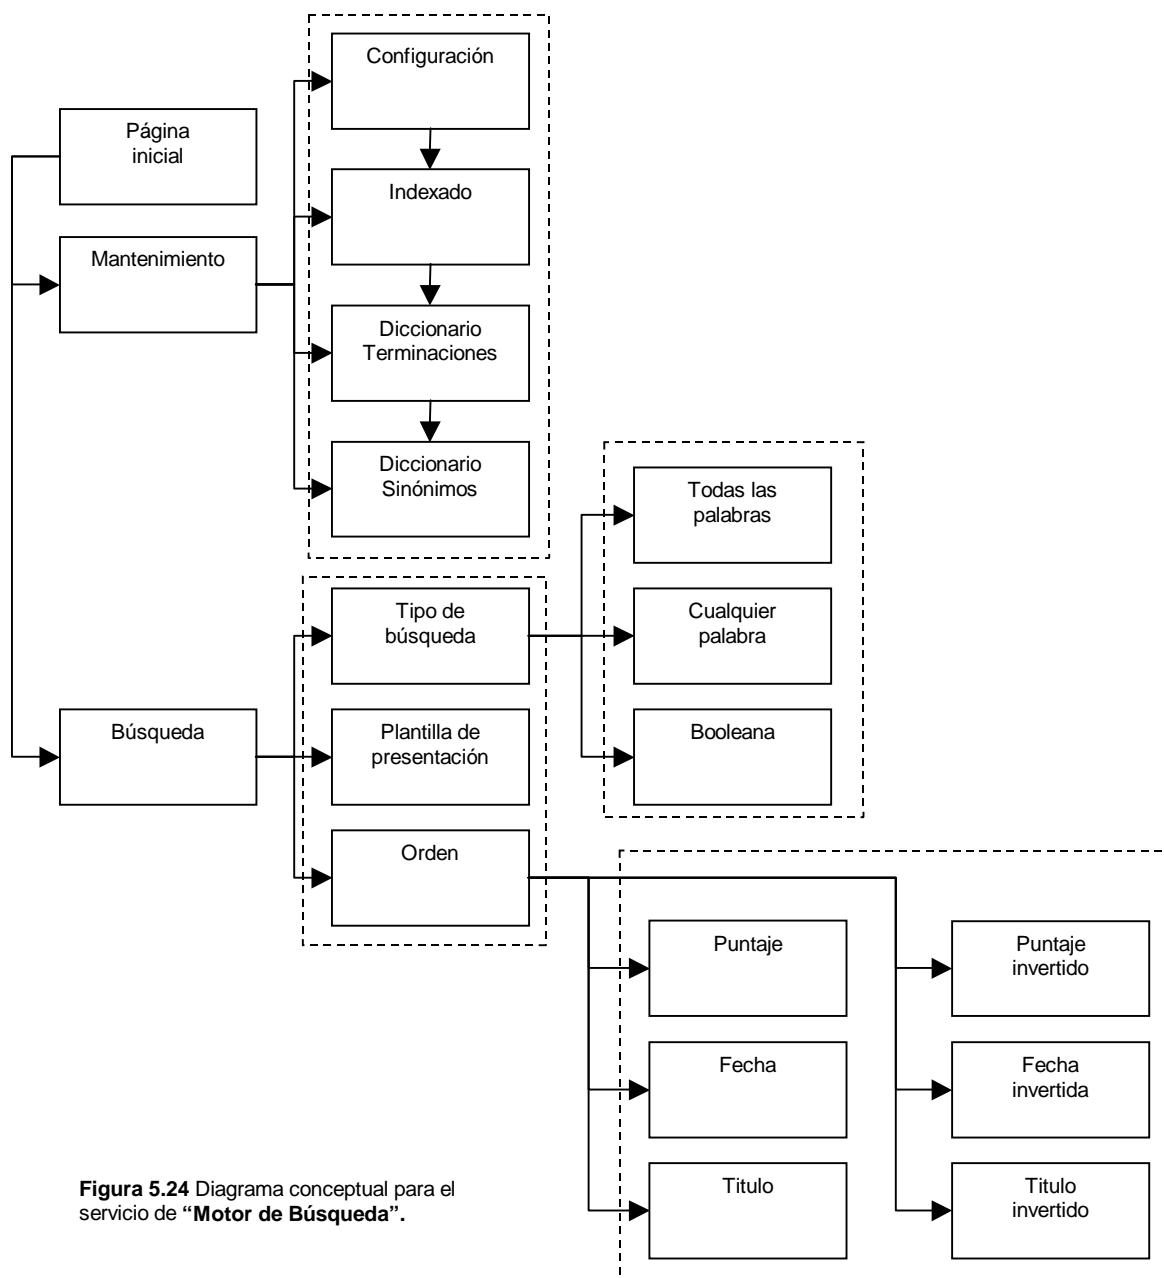 Configuración
Página
inicial
Indexado
Mantenimiento
Diccionario
Terminaciones
Diccionario
Sinónimos
Todas las
palabras
Tipo de
búsqueda
Cualquier
palabra
Búsqueda
Plantilla de
presentación
Booleana
Orden
Puntaje
Puntaje
invertido
Fecha
Fecha
invertida
Titulo
Titulo
invertido
Figura 5.24 Diagrama conceptual para el
servicio de “Motor de Búsqueda”.